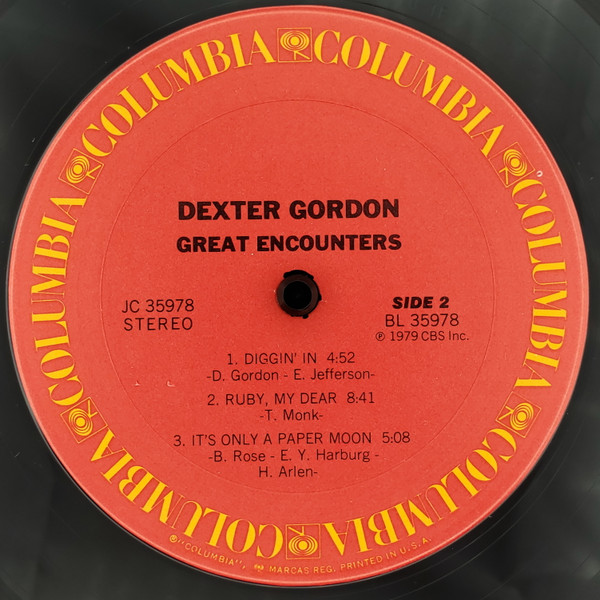 COLUMBIA COLUMBIA COLUMBIA COLUMBIA COLUMBIA COLUMBIA COLUMBIA
DEXTER GORDON
GREAT ENCOUNTERS
JC 35978
STEREO
SIDE 2
BL 35978
℗ 1979 CBS Inc.
1. DIGGIN' IN 4:52
-D. Gordon - E. Jefferson-
2. RUBY, MY DEAR 8:41
-T. Monk-
3. IT'S ONLY A PAPER MOON 5:08
-B. Rose - E. Y. Harburg -
H. Arlen-
®"COLUMBIA", MARCAS REG. PRINTED IN U.S.A.